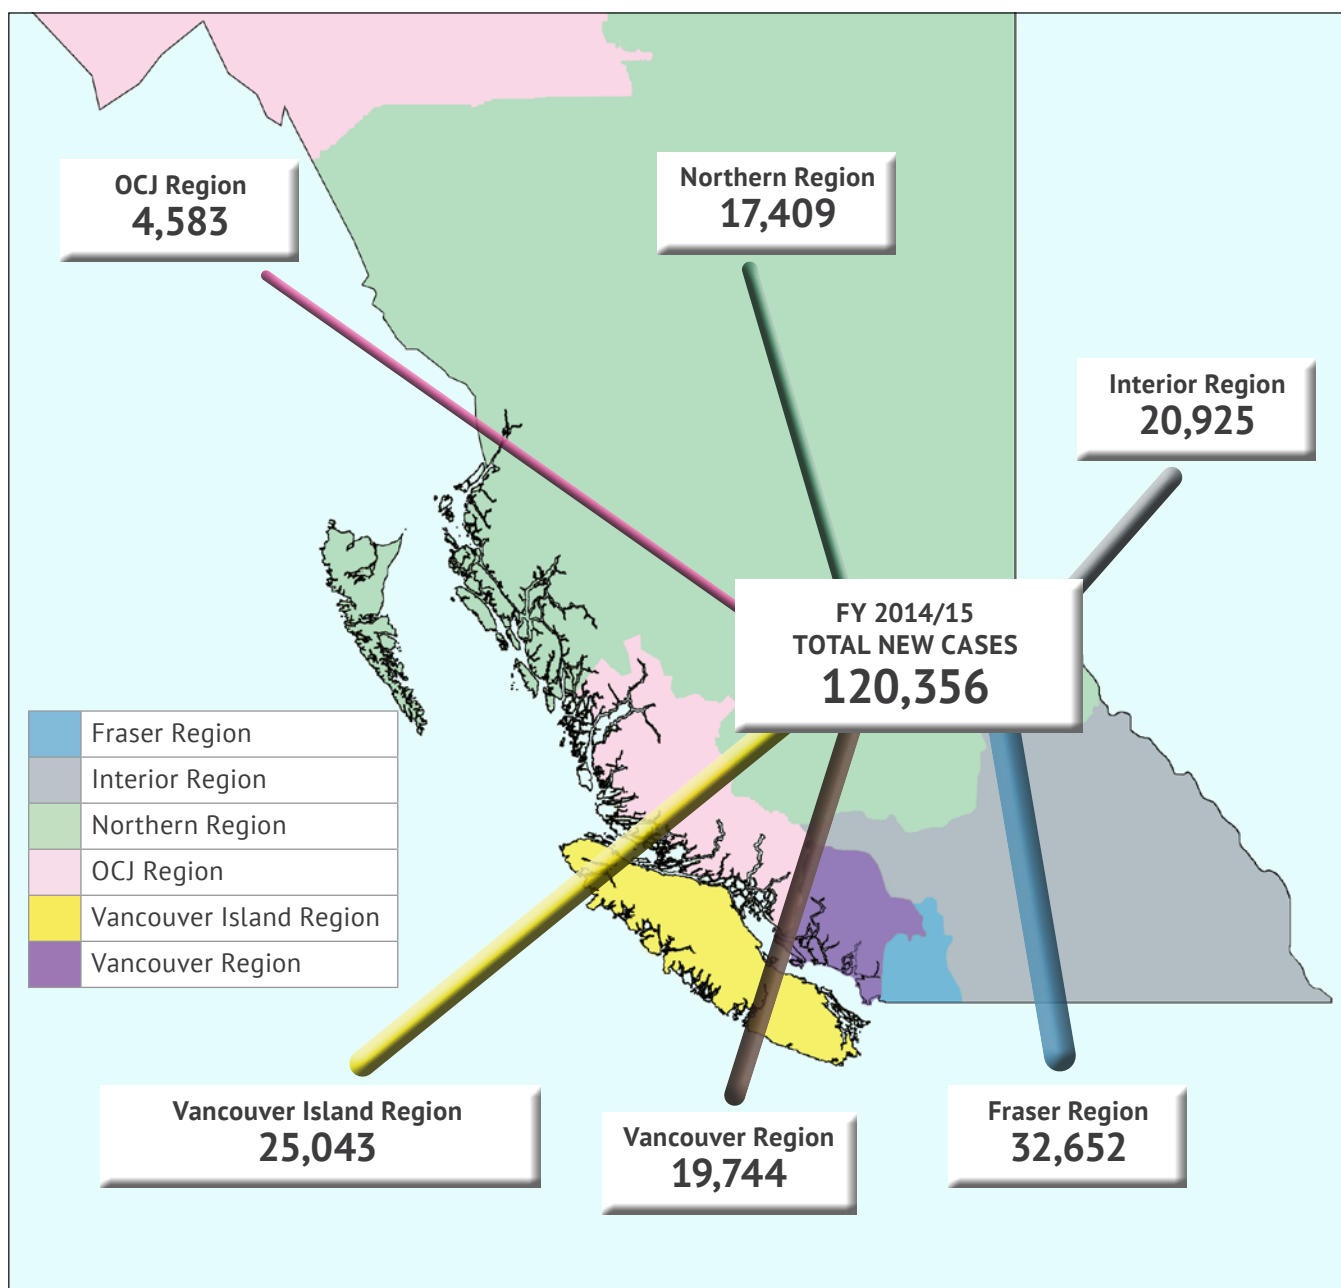 OCJ Region
4,583
Northern Region
17,409
Interior Region
20,925
FY 2014/15
TOTAL NEW CASES
120,356
Fraser Region
Interior Region
Northern Region
OCJ Region
Vancouver Island Region
Vancouver Region
Vancouver Island Region
25,043
Vancouver Region
19,744
Fraser Region
32,652